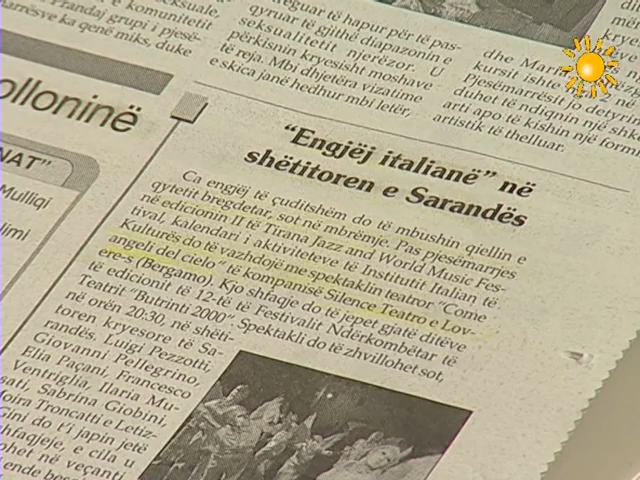 e Prandaj grupi i pjesë-
marrësve ka qenë miks, duke
qyruar të gjithë diapazonin e
seksualitetit njerëzor. U
përkisnin kryesisht moshave
të reja. Mbi dhjetëra vizatime
e skica janë hedhur mbi letër,
kursit ishte
Pjesëmarrësit jo detyrim
duhet të ndiqnin një shk
arti apo të kishin një form
artistik të thelluar.
olloninë
NAT"
Mulliqi
limi
"Engjëj italianë" në
shëtitoren e Sarandës
Ca engjëj të çuditshëm do të mbushin qiellin e
qytetit bregdetar, sot në mbrëmje. Pas pjesëmarrjes
në edicionin II të Tirana Jazz and World Music Fes-
tival, kalendari i aktiviteteve të Institutit Italian të
Kulturës do të vazhdojë me spektaklin teatror "Come
angeli del cielo" të kompanisë Silence Teatro e Lov-
ere-s (Bergamo). Kjo shfaqje do të jepet gjatë ditëve
të edicionit të 12-të të Festivalit Ndërkombëtar të
Teatrit "Butrinti 2000". Spektakli do të zhvillohet sot,
në orën 20:30, në shëti-
toren kryesore të Sa-
randës. Luigi Pezzotti,
Giovanni Pellegrino,
Elia Paçani, Francesco
Ventriglia, Ilaria Mu-
sati, Sabrina Giobini,
Moira Troncatti e Letiz-
Gini do t'i japin jetë
shfaqjeje, e cila u
ohet në veçanti
ende